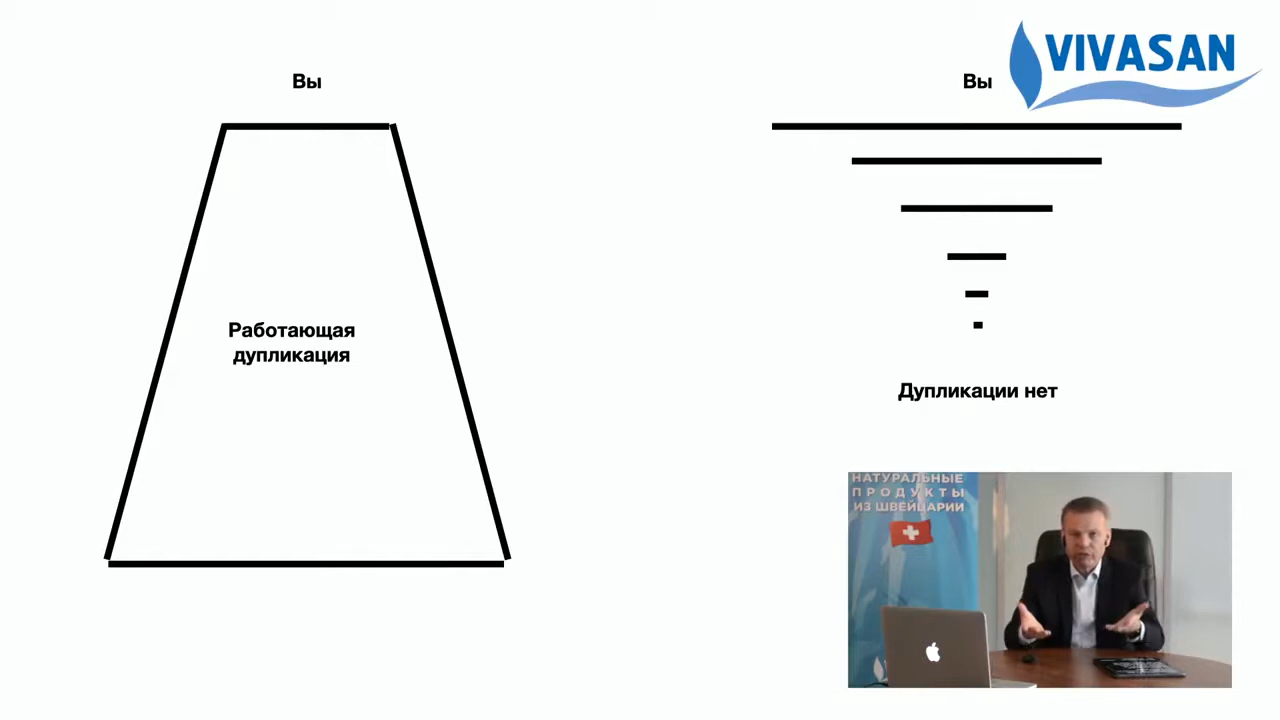 Вы
Работающая
дупликация
VIVASAN
Вы
Дупликации нет
НАТУРАЛЬНЫЕ
ПРОДУКТЫ
ИЗ ШВЕЙЦАРИИ